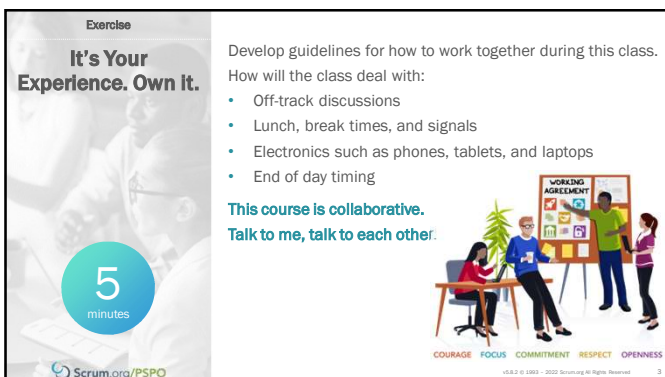 Exercise
It's Your
Experience. Own it.
5
minutes
Scrum.org/PSPO
Develop guidelines for how to work together during this class.
How will the class deal with:
• Off-track discussions
• Lunch, break times, and signals
• Electronics such as phones, tablets, and laptops
• End of day timing
This course is collaborative.
Talk to me, talk to each other.
WORKING
AGREEMENT
COURAGE FOCUS COMMITMENT RESPECT OPENNESS
v5.8.2 © 1993 – 2022 Scrum.org All Rights Reserved 3